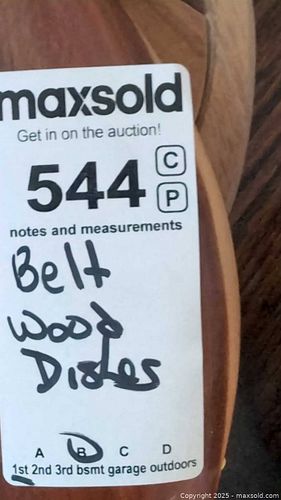 maxsold
Get in on the auction!
544 C
P
notes and measurements
Belt
Wood
Dishes
A B C D
1st 2nd 3rd bsmt garage outdoors
Copyright 2025 - maxsold.com